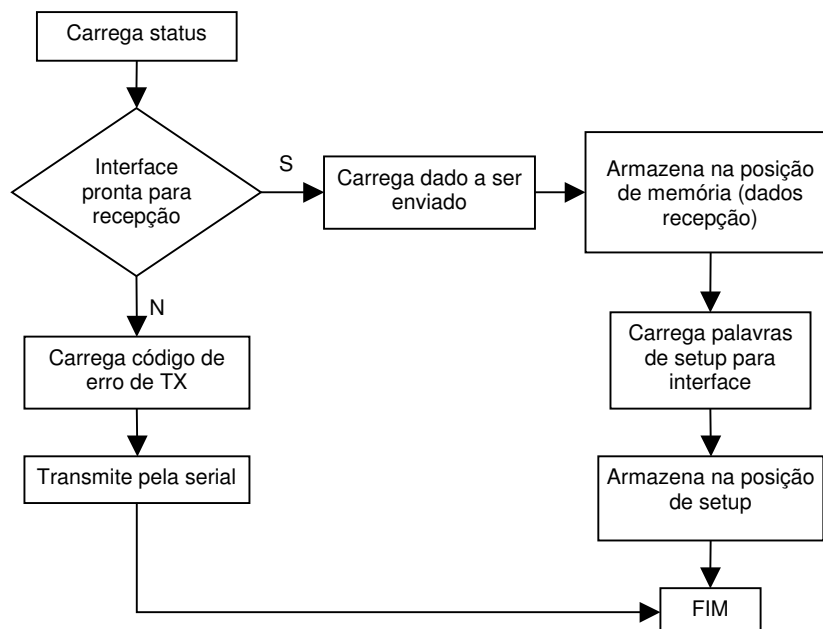 Carrega status
Interface
pronta para
recepção
S
Carrega dado a ser
enviado
Armazena na posição
de memória (dados
recepção)
N
Carrega código de
erro de TX
Carrega palavras
de setup para
interface
Transmite pela serial
Armazena na posição
de setup
FIM